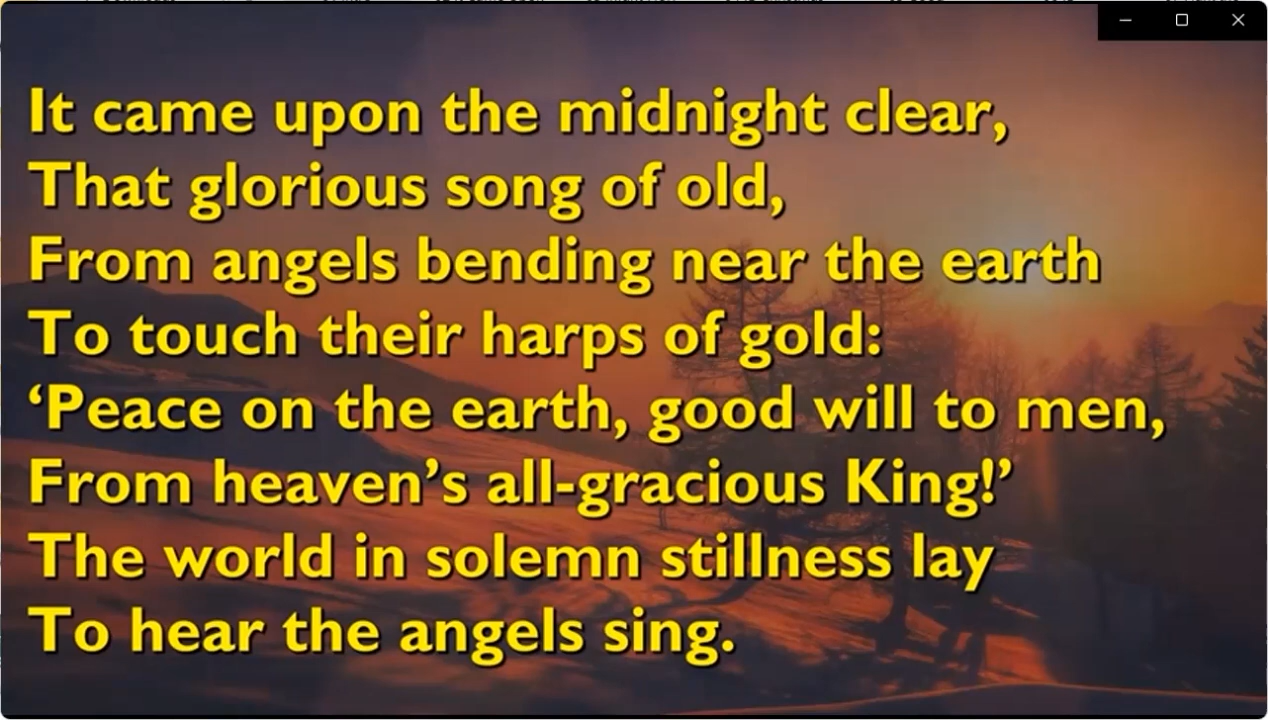 It came upon the midnight clear,
That glorious song of old,
From angels bending near the earth
To touch their harps of gold:
‘Peace on the earth, good will to men,
From heaven’s all-gracious King!’
The world in solemn stillness lay
To hear the angels sing.